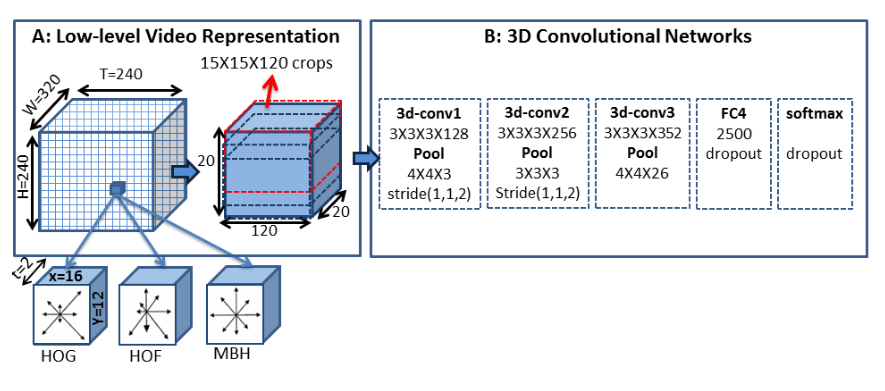 A: Low-level Video Representation
W=320
T=240
H=240
15X15X120 crops
20
20
120
t=2
x=16
Y=12
HOG
HOF
MBH
B: 3D Convolutional Networks
3d-conv1
3X3X3X128
Pool
4X4X3
stride(1,1,2)
3d-conv2
3X3X3X256
Pool
3X3X3
Stride(1,1,2)
3d-conv3
3X3X3X352
Pool
4X4X26
FC4
2500
dropout
softmax
dropout